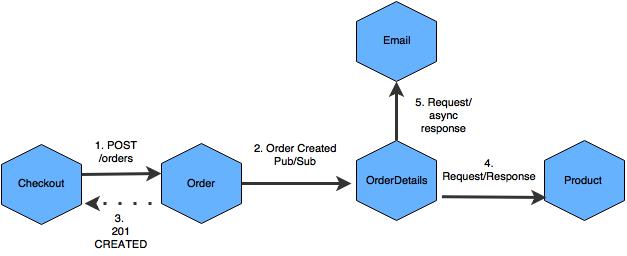 Email
5. Request/
async
response
1. POST
/orders
2. Order Created
Pub/Sub
4.
Request/Response
Checkout
Order
OrderDetails
Product
3.
201
CREATED